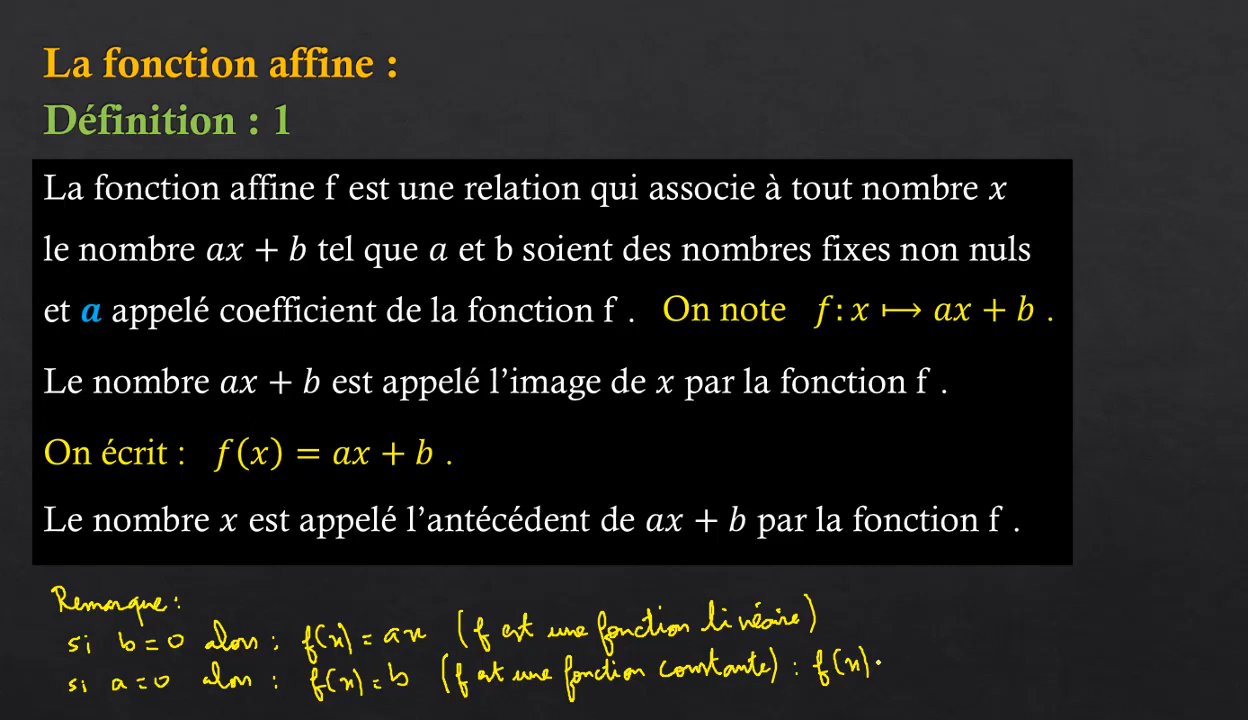 La fonction affine :
Définition : 1
La fonction affine f est une relation qui associe à tout nombre x
le nombre ax + b tel que a et b soient des nombres fixes non nuls
et a appelé coefficient de la fonction f . On note f : x ⟼ ax + b .
Le nombre ax + b est appelé l’image de x par la fonction f .
On écrit : f(x) = ax + b .
Le nombre x est appelé l’antécédent de ax + b par la fonction f .
Remarque :
si b = 0 alors : f(x) = ax (f est une fonction linéaire)
si a = 0 alors : f(x) = b (f est une fonction constante) : f(x)